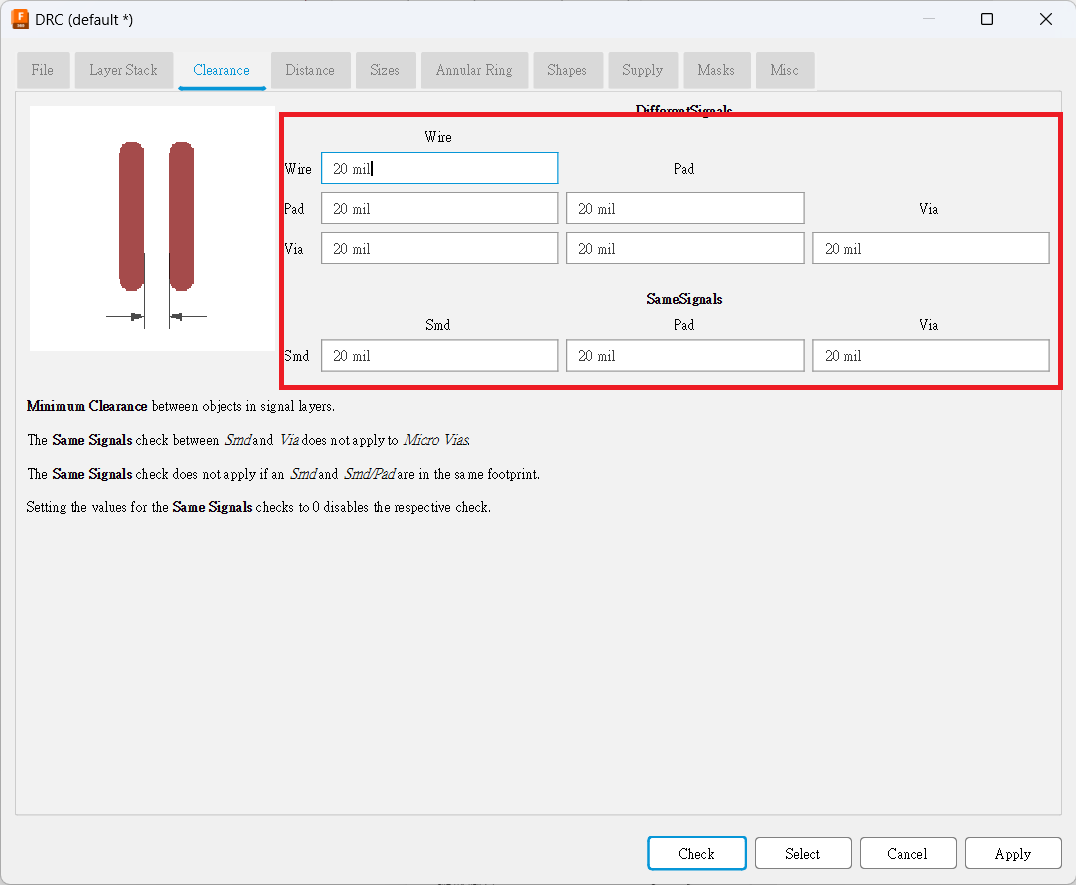 DRC (default *)
File Layer Stack Clearance Distance Sizes Annular Ring Shapes Supply Masks Misc
DifferentSignals
Wire
Wire 20 mil Pad
Pad 20 mil 20 mil Via
Via 20 mil 20 mil 20 mil
SameSignals
Smd Pad Via
Smd 20 mil 20 mil 20 mil
Minimum Clearance between objects in signal layers.
The Same Signals check between Smd and Via does not apply to Micro Vias.
The Same Signals check does not apply if an Smd and Smd/Pad are in the same footprint.
Setting the values for the Same Signals checks to 0 disables the respective check.
Check Select Cancel Apply